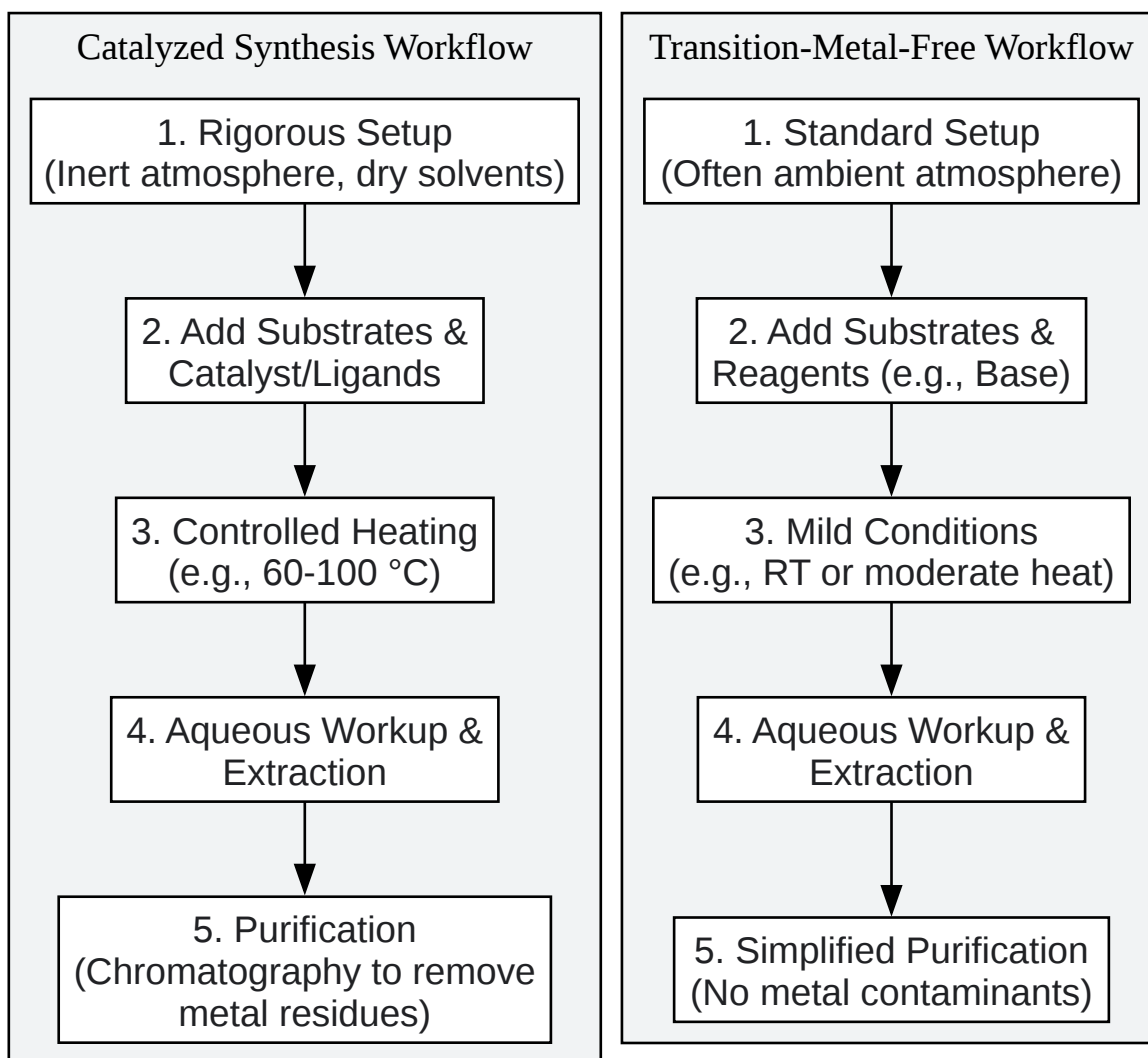 Catalyzed Synthesis Workflow
1. Rigorous Setup
(Inert atmosphere, dry solvents)
2. Add Substrates &
Catalyst/Ligands
3. Controlled Heating
(e.g., 60-100 °C)
4. Aqueous Workup &
Extraction
5. Purification
(Chromatography to remove
metal residues)
Transition-Metal-Free Workflow
1. Standard Setup
(Often ambient atmosphere)
2. Add Substrates &
Reagents (e.g., Base)
3. Mild Conditions
(e.g., RT or moderate heat)
4. Aqueous Workup &
Extraction
5. Simplified Purification
(No metal contaminants)